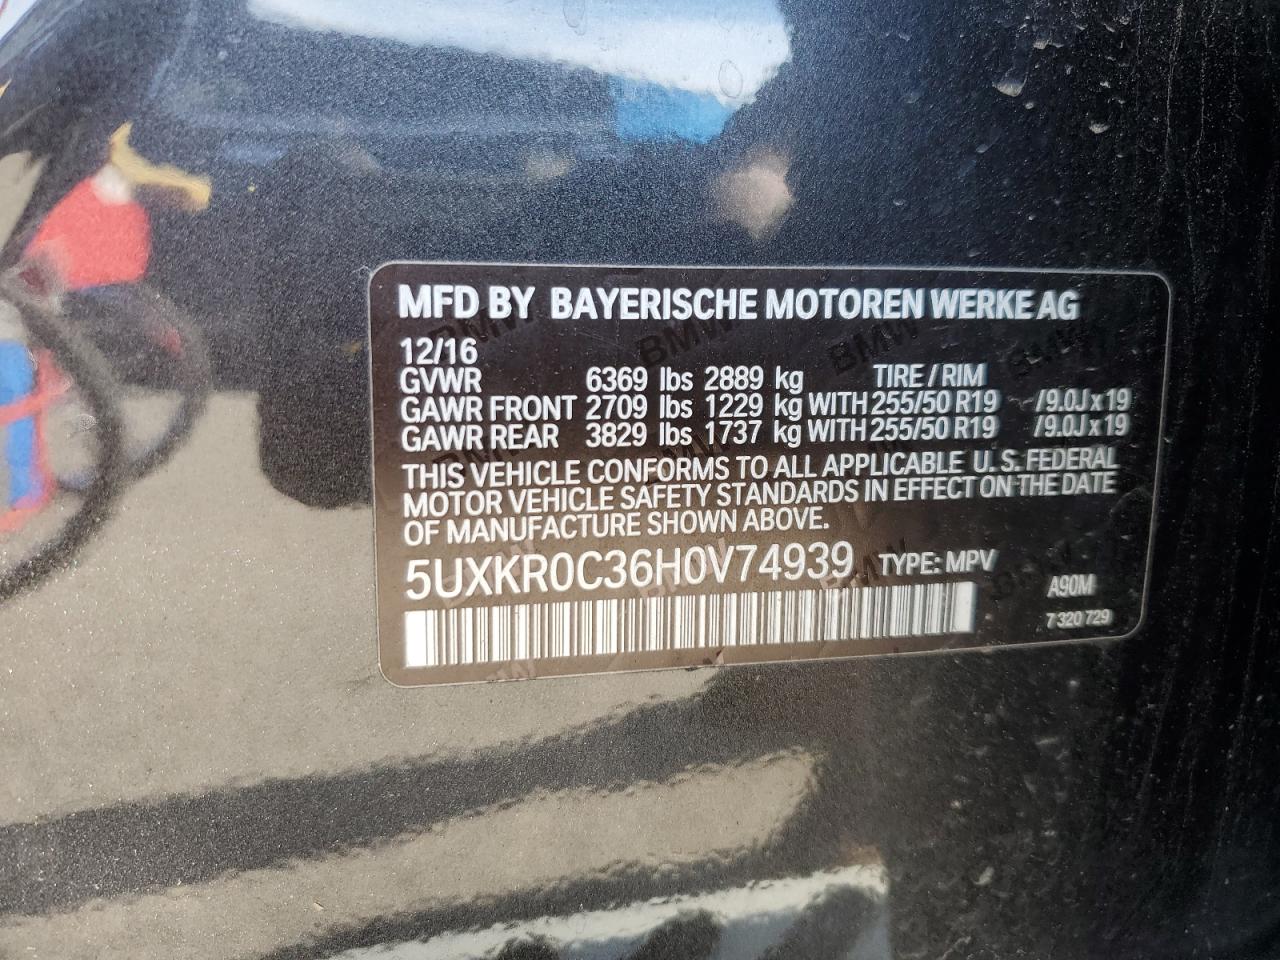 MFD BY BAYERISCHE MOTOREN WERKE AG
12/16
GVWR 6369 lbs 2889 kg TIRE / RIM
GAWR FRONT 2709 lbs 1229 kg WITH 255/50 R19 /9.0J x 19
GAWR REAR 3829 lbs 1737 kg WITH 255/50 R19 /9.0J x 19
THIS VEHICLE CONFORMS TO ALL APPLICABLE U.S. FEDERAL
MOTOR VEHICLE SAFETY STANDARDS IN EFFECT ON THE DATE
OF MANUFACTURE SHOWN ABOVE.
5UXKR0C36H0V74939 TYPE: MPV
A90M
7 320 729